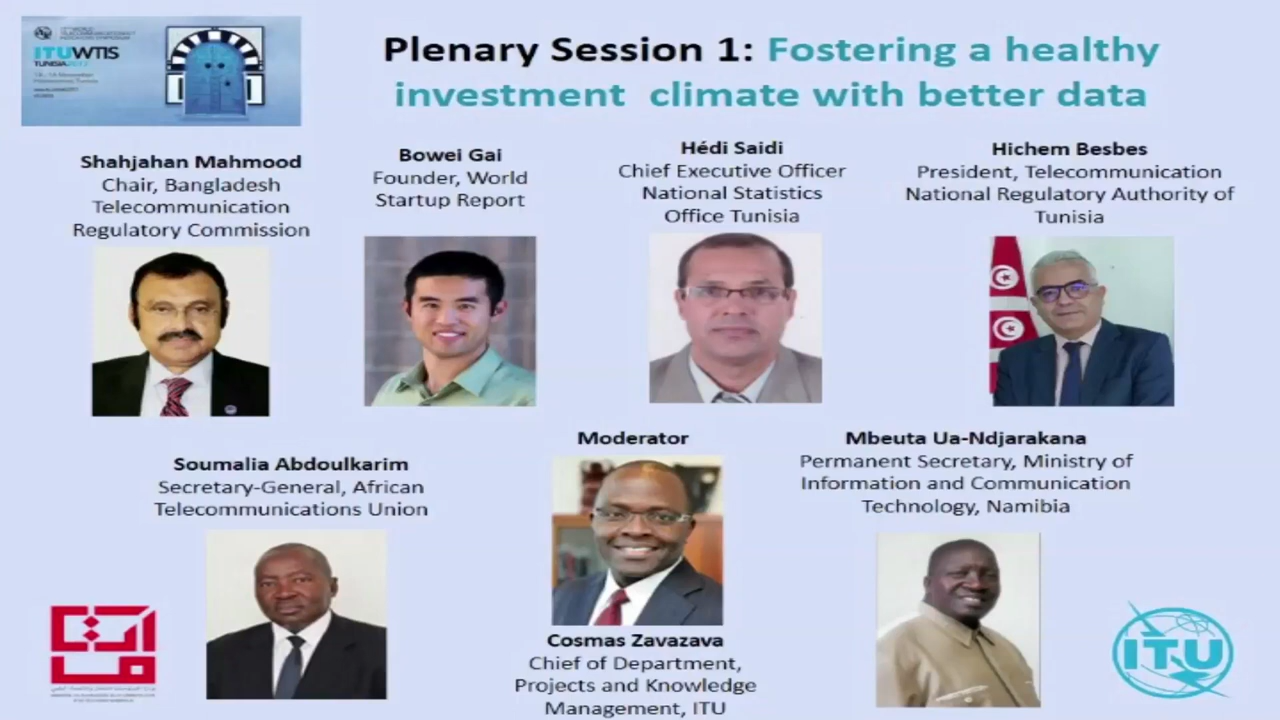 Plenary Session 1: Fostering a healthy
investment climate with better data
ITUWTIS
TUNISIA2017
Shahjahan Mahmood
Chair, Bangladesh
Telecommunication
Regulatory Commission
Bowei Gai
Founder, World
Startup Report
Hédi Saidi
Chief Executive Officer
National Statistics
Office Tunisia
Hichem Besbes
President, Telecommunication
National Regulatory Authority of
Tunisia
Soumalia Abdoulkarim
Secretary-General, African
Telecommunications Union
Moderator
Cosmas Zavazava
Chief of Department,
Projects and Knowledge
Management, ITU
Mbeuta Ua-Ndjarakana
Permanent Secretary, Ministry of
Information and Communication
Technology, Namibia
ITU